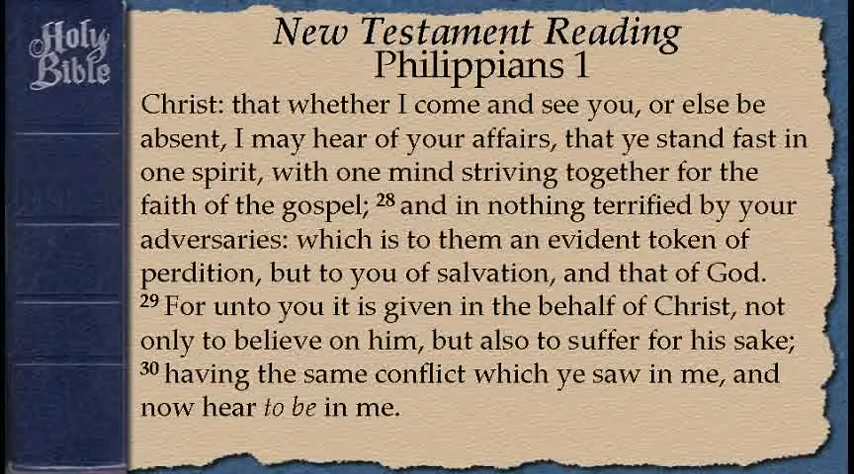 Holy
Bible
New Testament Reading
Philippians 1
Christ: that whether I come and see you, or else be
absent, I may hear of your affairs, that ye stand fast in
one spirit, with one mind striving together for the
faith of the gospel; 28 and in nothing terrified by your
adversaries: which is to them an evident token of
perdition, but to you of salvation, and that of God.
29 For unto you it is given in the behalf of Christ, not
only to believe on him, but also to suffer for his sake;
30 having the same conflict which ye saw in me, and
now hear to be in me.